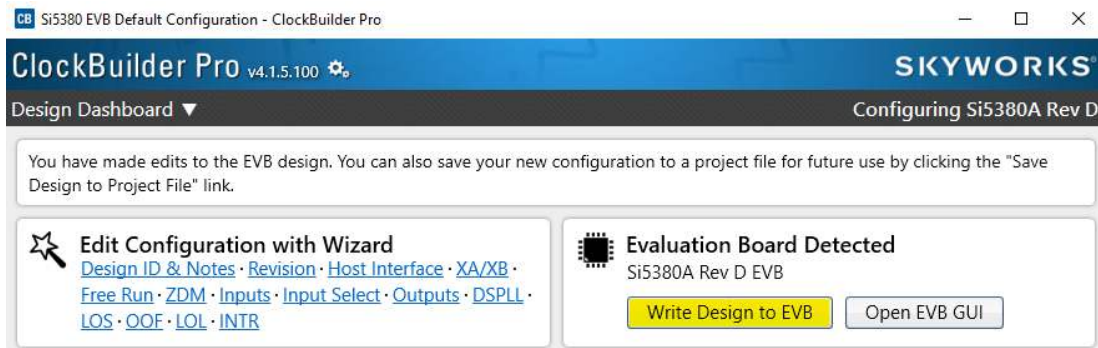 CB Si5380 EVB Default Configuration - ClockBuilder Pro
ClockBuilder Pro v4.1.5.100
SKYWORKS
Design Dashboard ▼
Configuring Si5380A Rev D
You have made edits to the EVB design. You can also save your new configuration to a project file for future use by clicking the "Save
Design to Project File" link.
Edit Configuration with Wizard
Design ID & Notes · Revision · Host Interface · XA/XB ·
Free Run · ZDM · Inputs · Input Select · Outputs · DSPLL ·
LOS · OOF · LOL · INTR
Evaluation Board Detected
Si5380A Rev D EVB
Write Design to EVB
Open EVB GUI